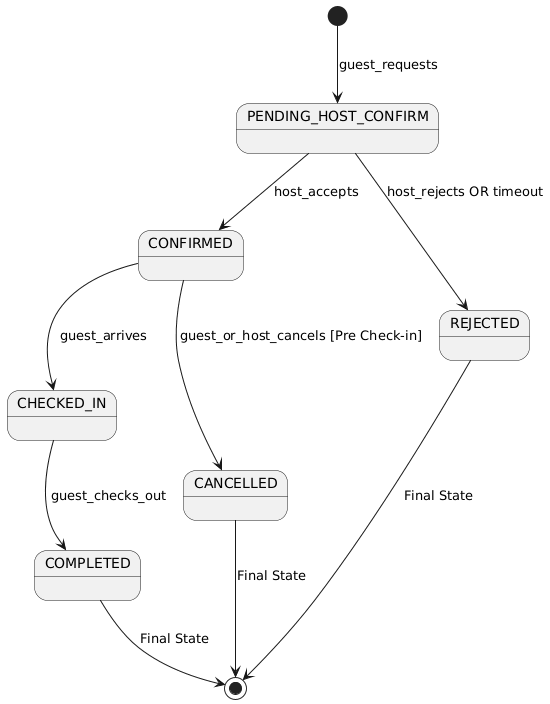 guest_requests
PENDING_HOST_CONFIRM
host_accepts
host_rejects OR timeout
CONFIRMED
REJECTED
guest_arrives
guest_or_host_cancels [Pre Check-in]
CHECKED_IN
CANCELLED
guest_checks_out
Final State
COMPLETED
Final State
Final State